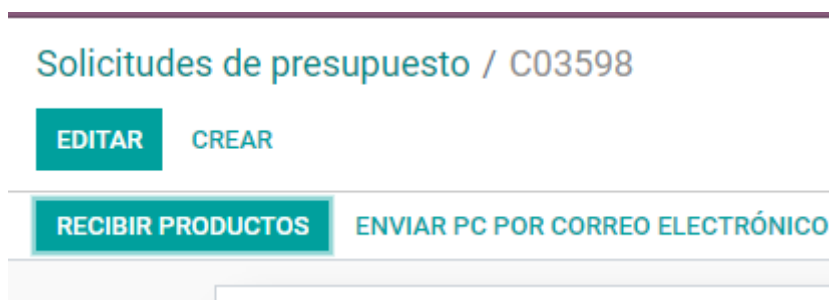 Solicitudes de presupuesto / C03598
EDITAR CREAR
RECIBIR PRODUCTOS ENVIAR PC POR CORREO ELECTRÓNICO